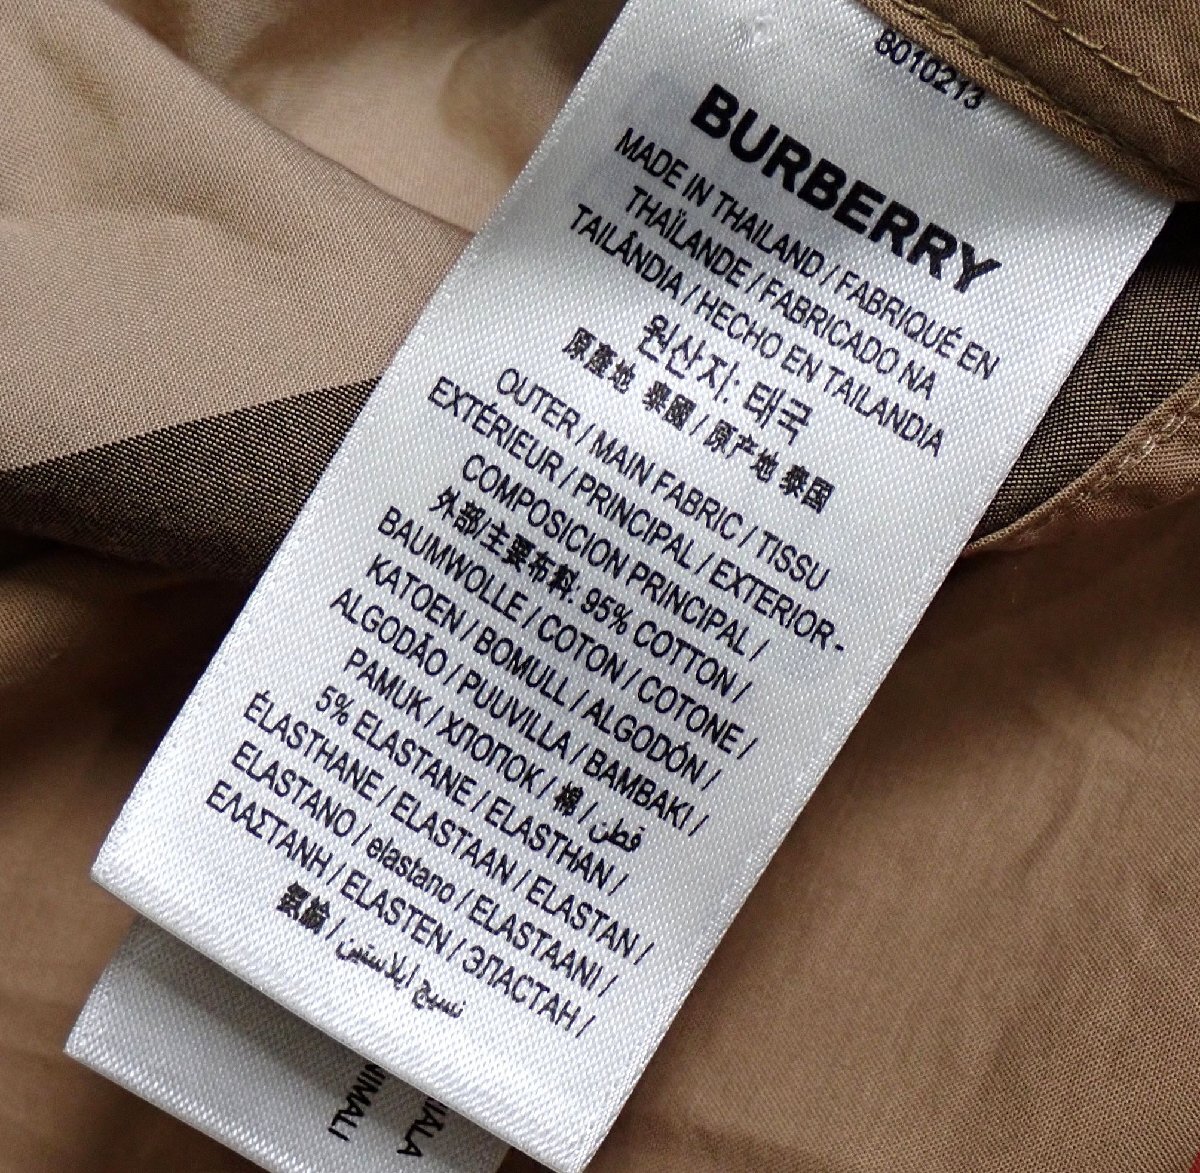 8010213
BURBERRY
MADE IN THAILAND / FABRIQUÉ EN
THAÏLANDE / FABRICADO NA
TAILÂNDIA / HECHO EN TAILANDIA
원산지: 태국
原產地 泰國 / 原产地 泰国
OUTER / MAIN FABRIC / TISSU
EXTÉRIEUR / PRINCIPAL / EXTERIOR-
COMPOSICION PRINCIPAL /
外部/主要布料: 95% COTTON /
BAUMWOLLE / COTON / COTONE /
KATOEN / BOMULL / ALGODÓN /
ALGODÃO / PUUVILLA / BAMBAKI /
PAMUK / ХЛОПОК / 棉 / قطن
5% ELASTANE / ELASTHAN /
ÉLASTHANE / ELASTAAN / ELASTAN /
ELASTANO / elastano / ELASTAANI /
ΕΛΑΣΤΑΝΗ / ELASTEN / ЭЛАСТАН /
氨綸 / نسيج إيلاستين
NIMALI